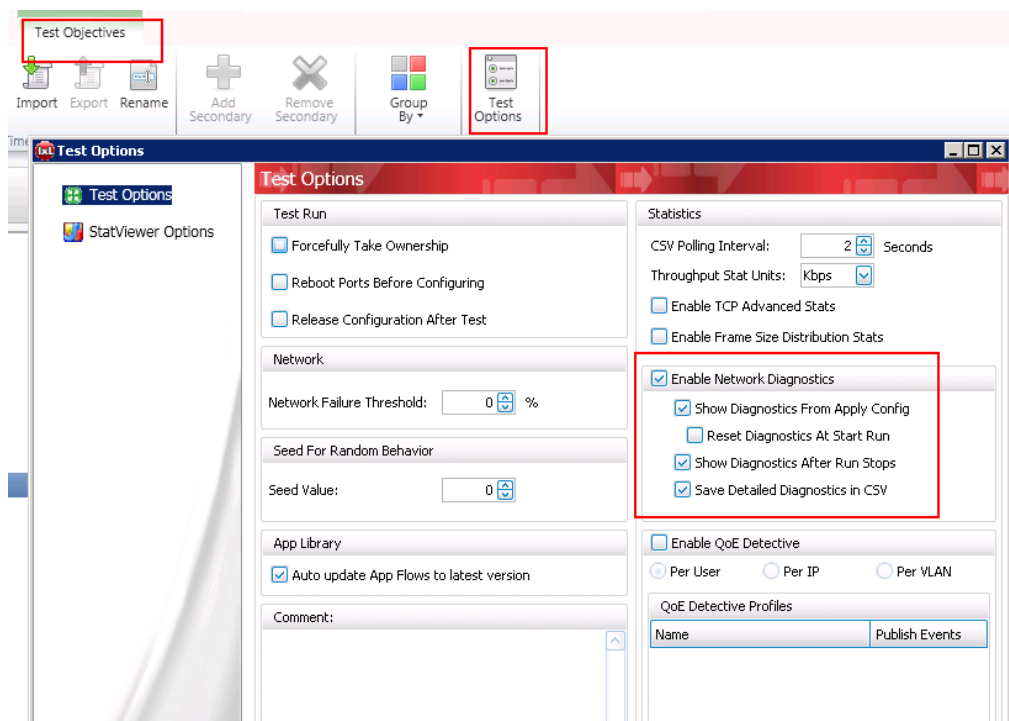 Test Objectives
Import Export Rename Add Secondary Remove Secondary Group By Test Options
Time
IxL Test Options
Test Options
StatViewer Options
Test Options
Test Run
Forcefully Take Ownership
Reboot Ports Before Configuring
Release Configuration After Test
Network
Network Failure Threshold: 0 %
Seed For Random Behavior
Seed Value: 0
App Library
Auto update App Flows to latest version
Comment:
Statistics
CSV Polling Interval: 2 Seconds
Throughput Stat Units: Kbps
Enable TCP Advanced Stats
Enable Frame Size Distribution Stats
Enable Network Diagnostics
Show Diagnostics From Apply Config
Reset Diagnostics At Start Run
Show Diagnostics After Run Stops
Save Detailed Diagnostics in CSV
Enable QoE Detective
Per User Per IP Per VLAN
QoE Detective Profiles
Name Publish Events